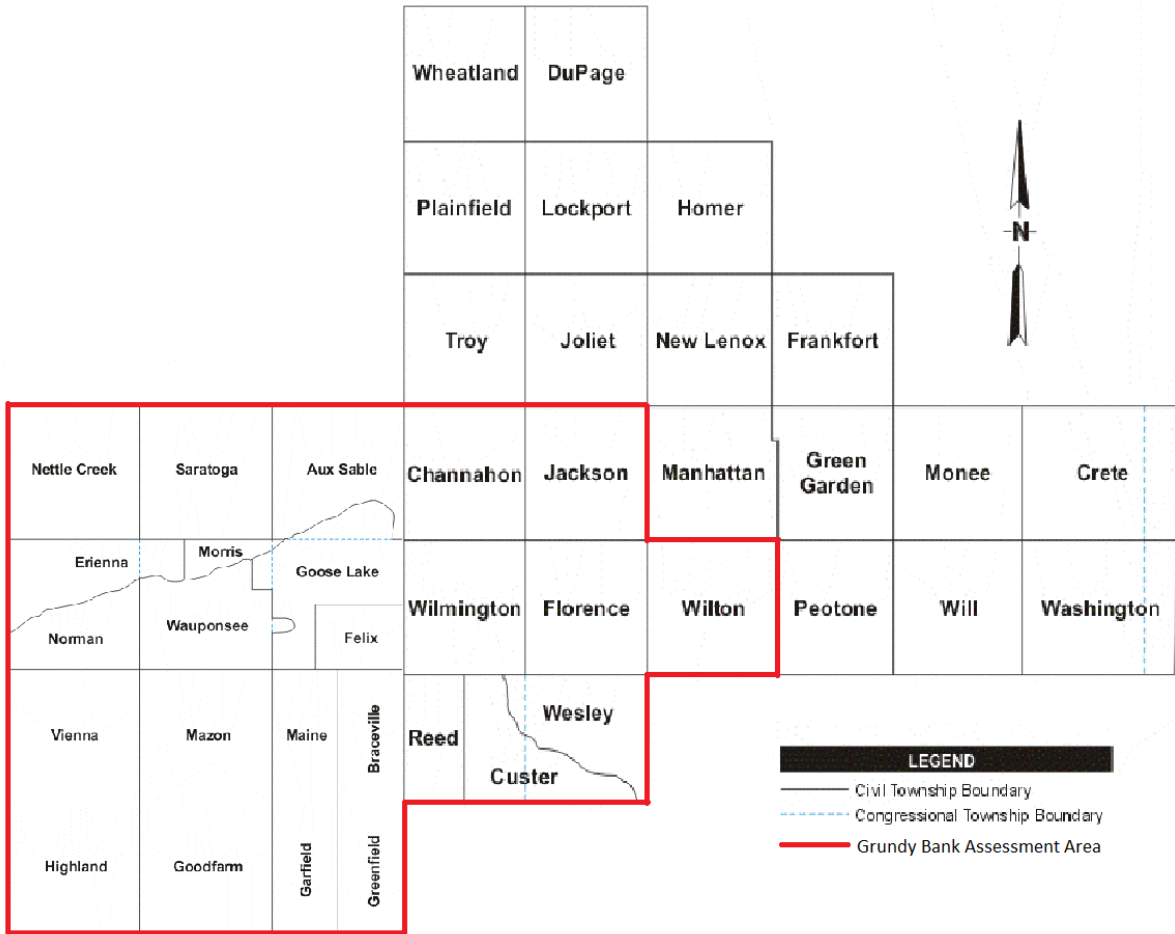 Wheatland
DuPage
Plainfield
Lockport
Homer
N
Troy
Joliet
New Lenox
Frankfort
Nettle Creek
Saratoga
Aux Sable
Channahon
Jackson
Manhattan
Green
Garden
Monee
Crete
Erienna
Morris
Goose Lake
Norman
Wauponsee
Felix
Wilmington
Florence
Wilton
Peotone
Will
Washington
Vienna
Mazon
Maine
Braceville
Reed
Wesley
Custer
Highland
Goodfarm
Garfield
Greenfield
LEGEND
Civil Township Boundary
Congressional Township Boundary
Grundy Bank Assessment Area